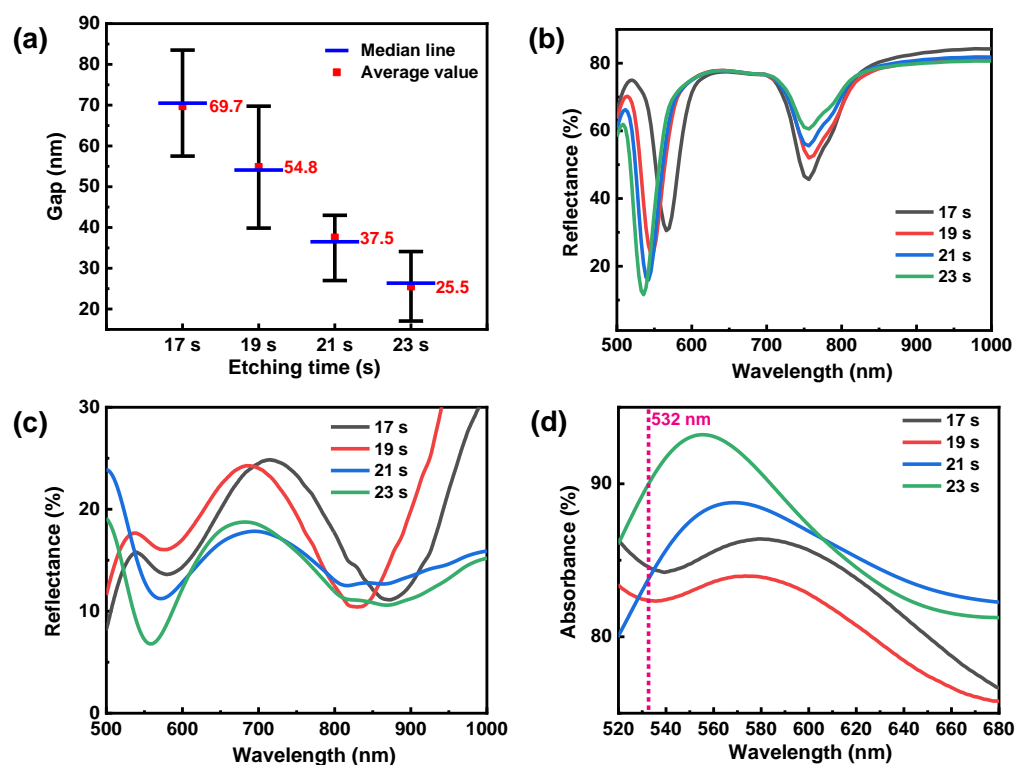 (a)
90
80
70
60
50
40
30
20
Gap (nm)
Median line
Average value
69.7
54.8
37.5
25.5
17 s 19 s 21 s 23 s
Etching time (s)
(b)
80
60
40
20
Reflectance (%)
17 s
19 s
21 s
23 s
500 600 700 800 900 1000
Wavelength (nm)
(c)
30
20
10
0
Reflectance (%)
17 s
19 s
21 s
23 s
500 600 700 800 900 1000
Wavelength (nm)
(d)
532 nm
90
80
Absorbance (%)
17 s
19 s
21 s
23 s
520 540 560 580 600 620 640 660 680
Wavelength (nm)